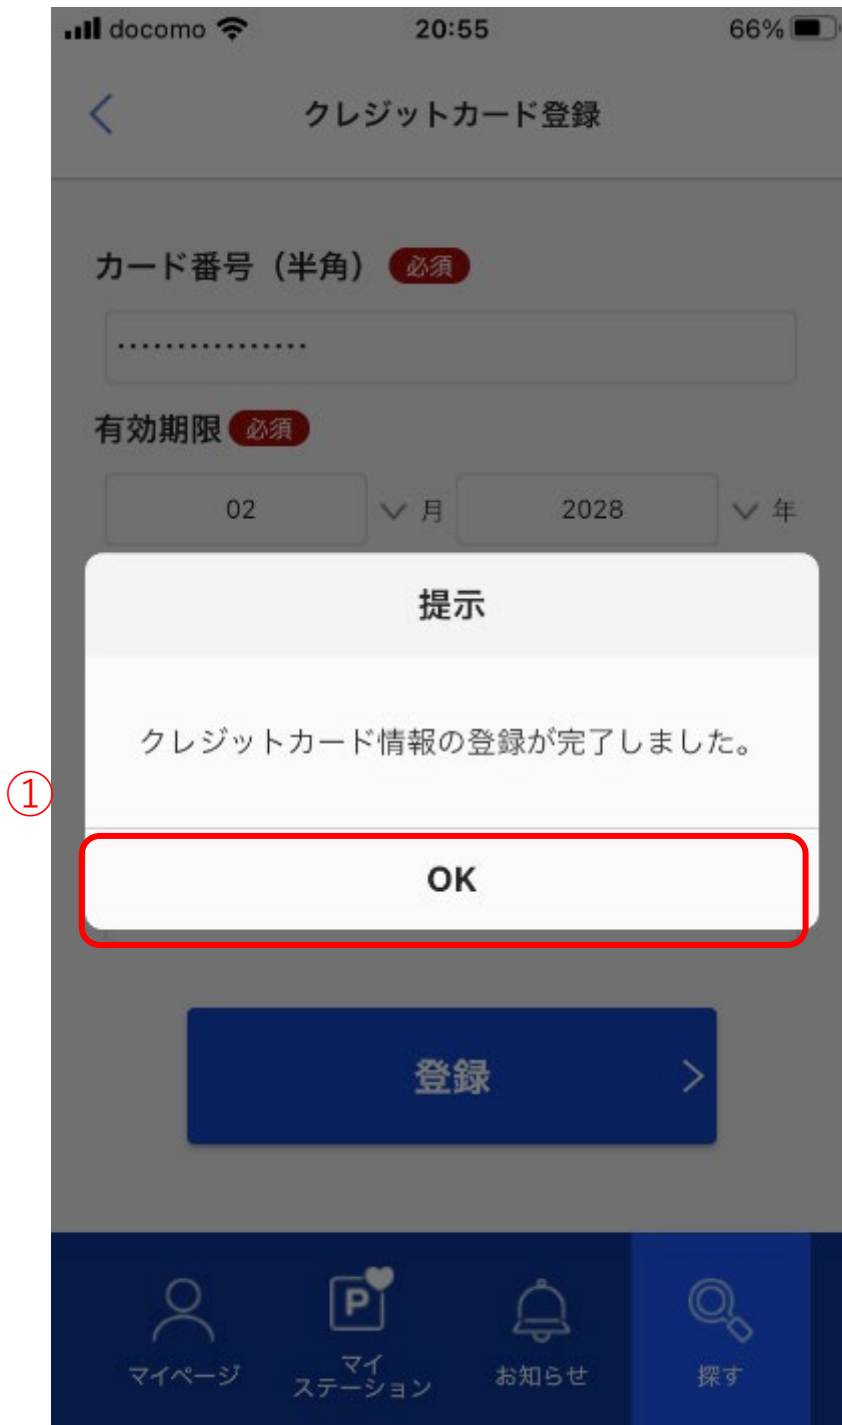 docomo 20:55 66%
クレジットカード登録
カード番号（半角） 必須
................
有効期限 必須
02 月 2028 年
提示
クレジットカード情報の登録が完了しました。
①
OK
登録
マイページ
マイ
ステーション
P
お知らせ
探す